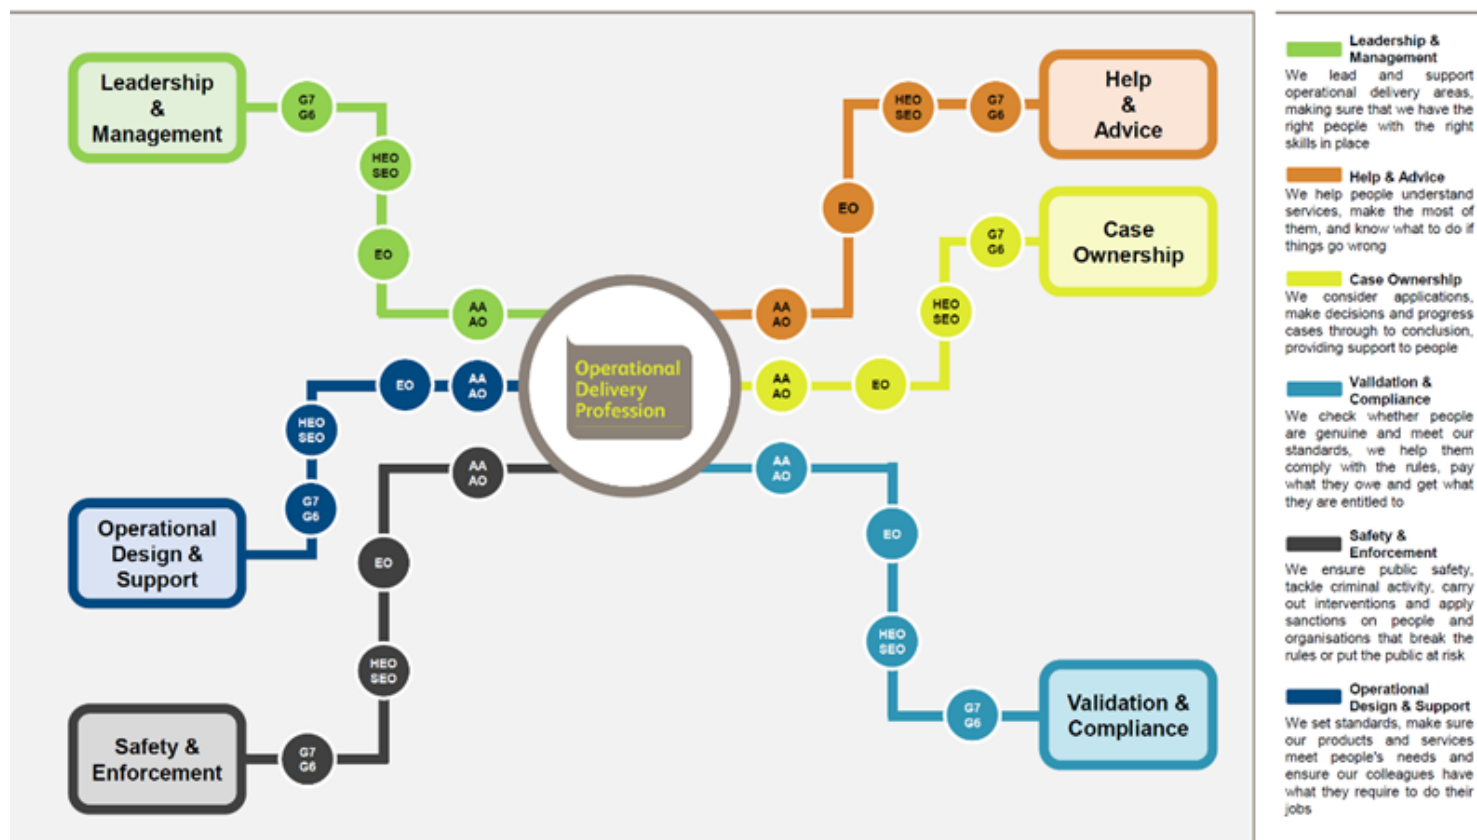 Leadership
&
Management
G7
G6
HEO
SEO
EO
AA
AO
Help
&
Advice
G7
G6
HEO
SEO
EO
AA
AO
Case
Ownership
G7
G6
HEO
SEO
EO
AA
AO
Operational
Delivery
Profession
Operational
Design &
Support
G7
G6
HEO
SEO
EO
AA
AO
Safety &
Enforcement
G7
G6
HEO
SEO
EO
AA
AO
Validation &
Compliance
G7
G6
HEO
SEO
EO
AA
AO
Leadership &
Management
We lead and support
operational delivery areas,
making sure that we have the
right people with the right
skills in place
Help & Advice
We help people understand
services, make the most of
them, and know what to do if
things go wrong
Case Ownership
We consider applications,
make decisions and progress
cases through to conclusion,
providing support to people
Validation &
Compliance
We check whether people
are genuine and meet our
standards, we help them
comply with the rules, pay
what they owe and get what
they are entitled to
Safety &
Enforcement
We ensure public safety,
tackle criminal activity, carry
out interventions and apply
sanctions on people and
organisations that break the
rules or put the public at risk
Operational
Design & Support
We set standards, make sure
our products and services
meet people's needs and
ensure our colleagues have
what they require to do their
jobs